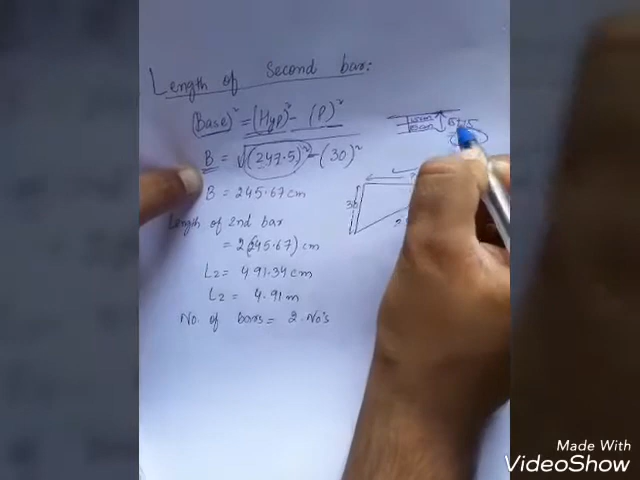 Length of Second bar:
(Base)² = (Hyp)² - (P)²
B = √(247.5)² - (30)²
B = 245.67 cm
Length of 2nd bar
= 2(245.67) cm
L₂ = 491.34 cm
L₂ = 4.91 m
No. of bars = 2 No's
30
Made With
VideoShow